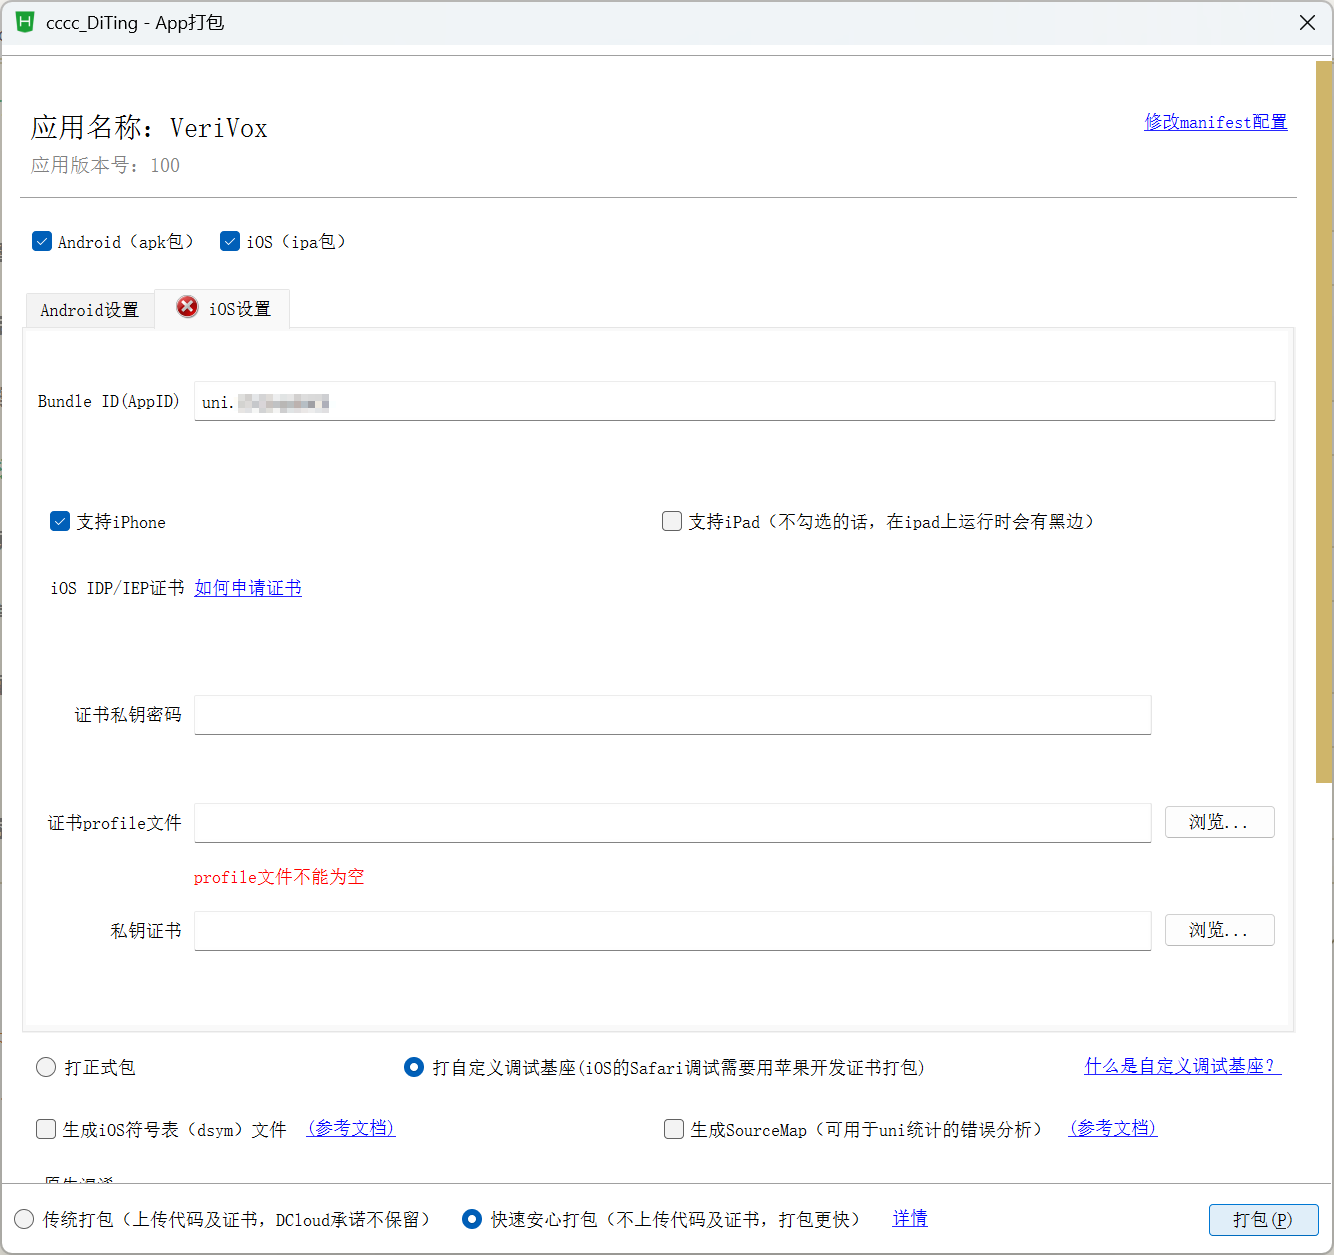 cccc_DiTing - App打包
应用名称：VeriVox
修改manifest配置
应用版本号：100
Android（apk包） iOS（ipa包）
Android设置 iOS设置
Bundle ID(AppID) uni.
支持iPhone 支持iPad（不勾选的话，在ipad上运行时会有黑边）
iOS IDP/IEP证书 如何申请证书
证书私钥密码
证书profile文件 浏览...
profile文件不能为空
私钥证书 浏览...
打正式包 打自定义调试基座(iOS的Safari调试需要用苹果开发证书打包) 什么是自定义调试基座？
生成iOS符号表（dsym）文件 （参考文档） 生成SourceMap（可用于uni统计的错误分析） （参考文档）
传统打包（上传代码及证书，DCloud承诺不保留） 快速安心打包（不上传代码及证书，打包更快） 详情 打包(P)